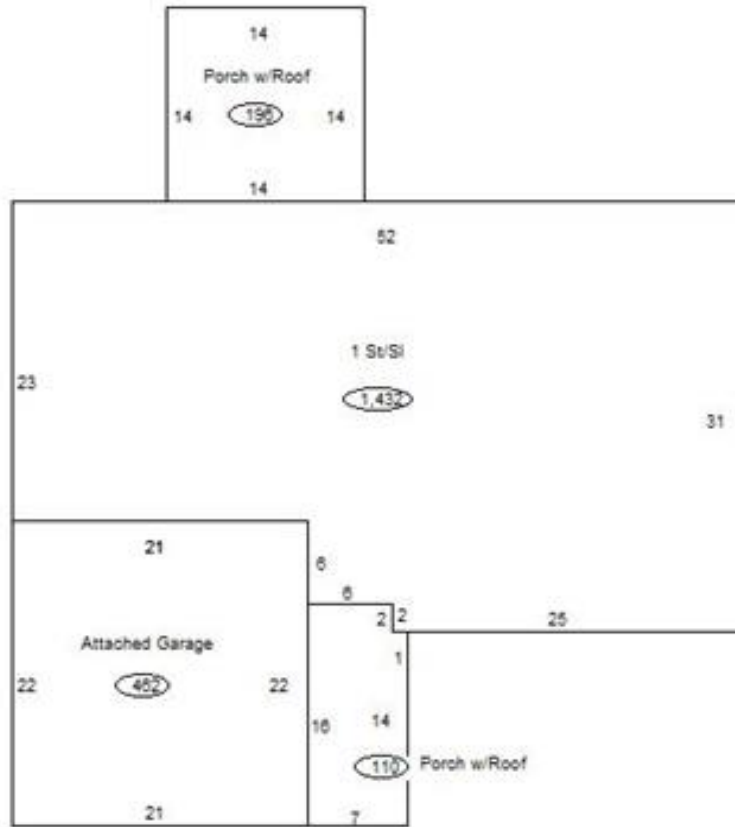 14
Porch w/Roof
14 196 14
14
52
1 St/Sl
23
1,432
31
21
6
6
2 2 25
Attached Garage
1
22 462 22
14
16
110 Porch w/Roof
21
7